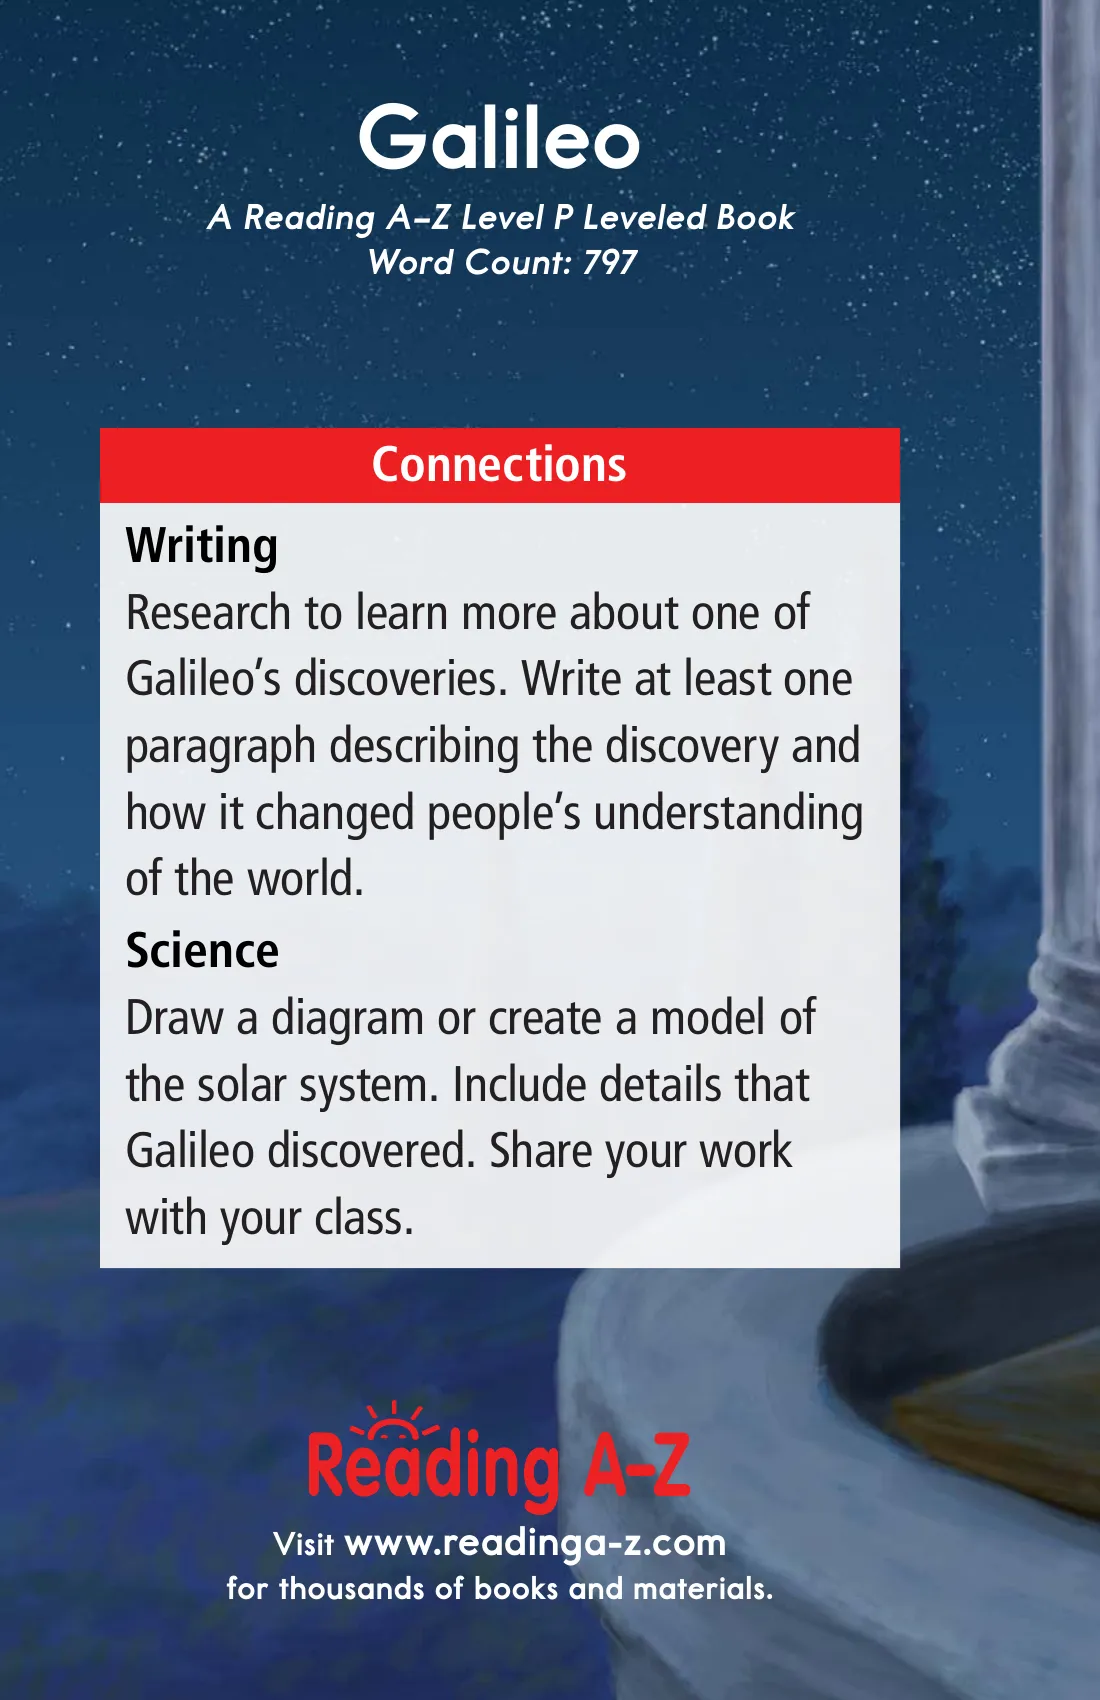 Galileo
A Reading A–Z Level P Leveled Book
Word Count: 797
Connections
Writing
Research to learn more about one of
Galileo’s discoveries. Write at least one
paragraph describing the discovery and
how it changed people’s understanding
of the world.
Science
Draw a diagram or create a model of
the solar system. Include details that
Galileo discovered. Share your work
with your class.
Reading A–Z
Visit www.readinga-z.com
for thousands of books and materials.